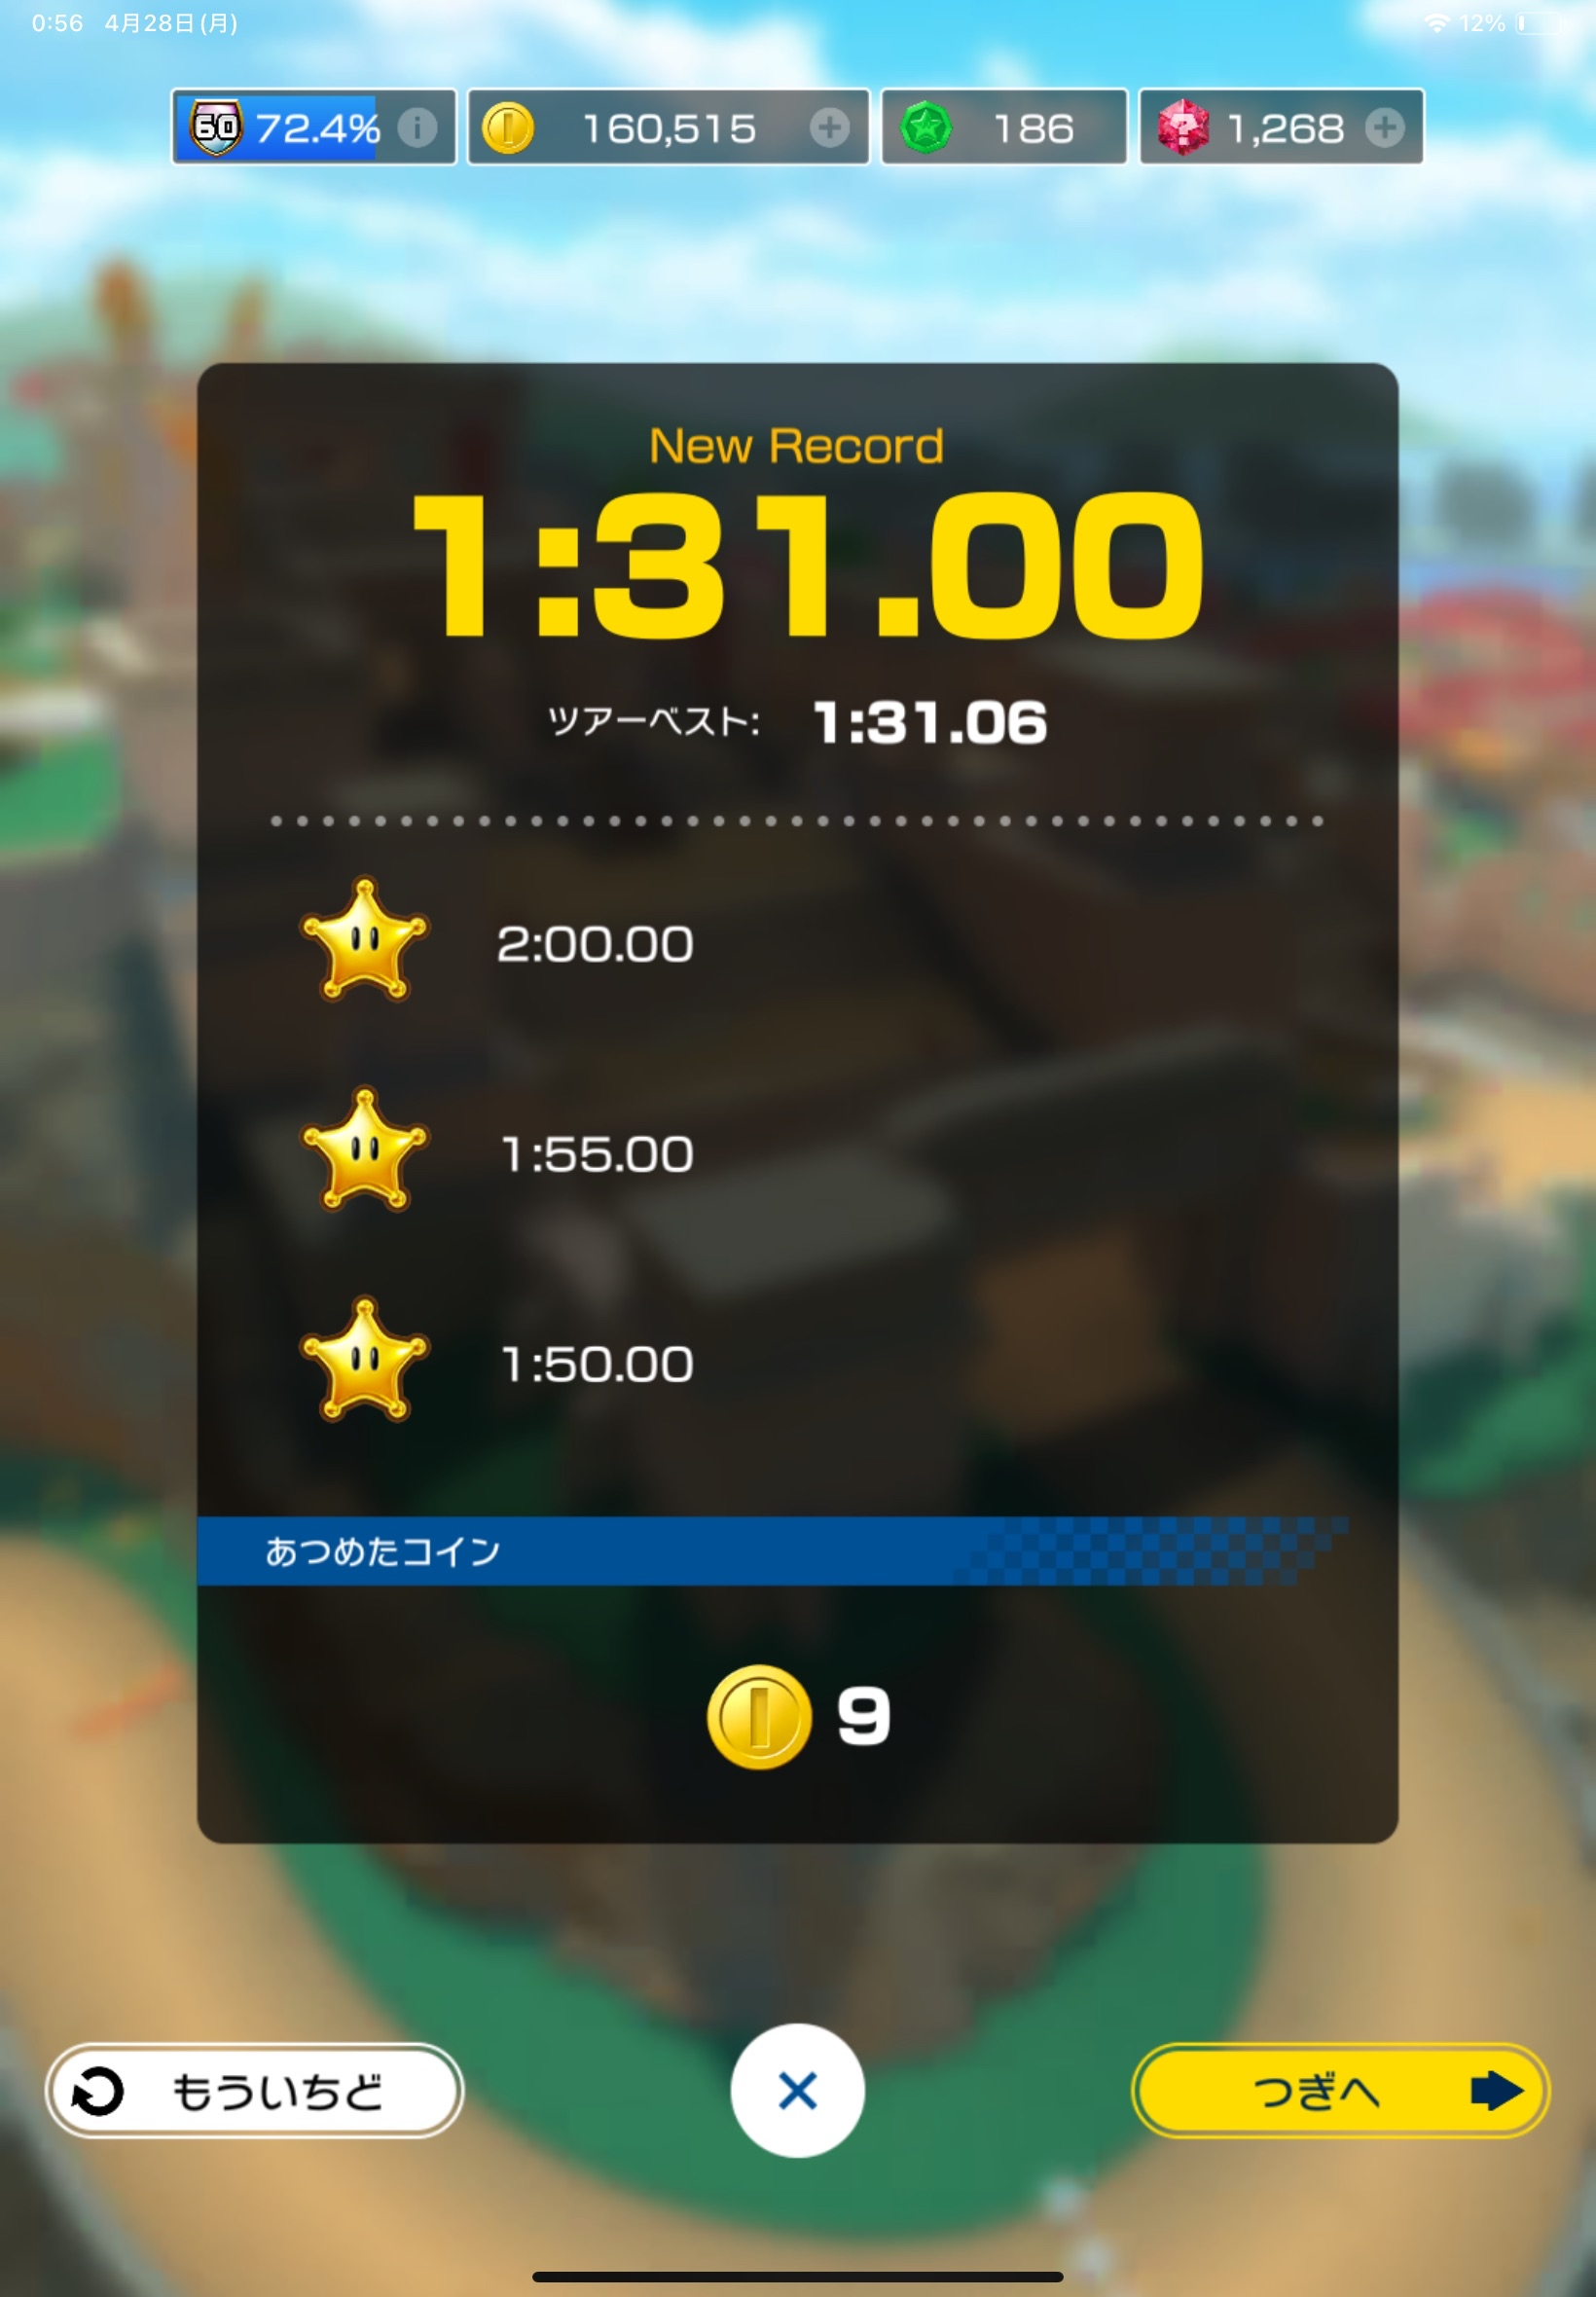 0:56 4月28日(月) 12%
60 72.4% i 160,515 + 186 ? 1,268 +
New Record
1:31.00
ツアーベスト: 1:31.06
2:00.00
1:55.00
1:50.00
あつめたコイン
9
もういちど × つぎへ